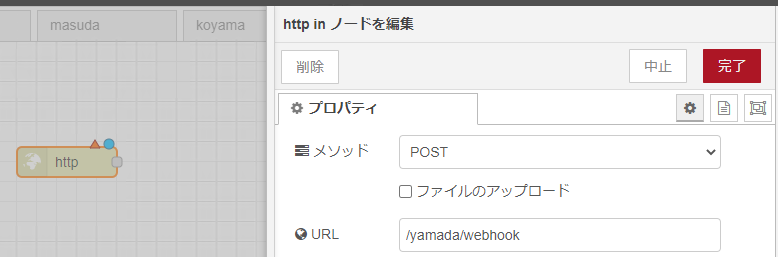 masuda
koyama
http
http in ノードを編集
削除
中止
完了
プロパティ
メソッド
POST
ファイルのアップロード
URL
/yamada/webhook